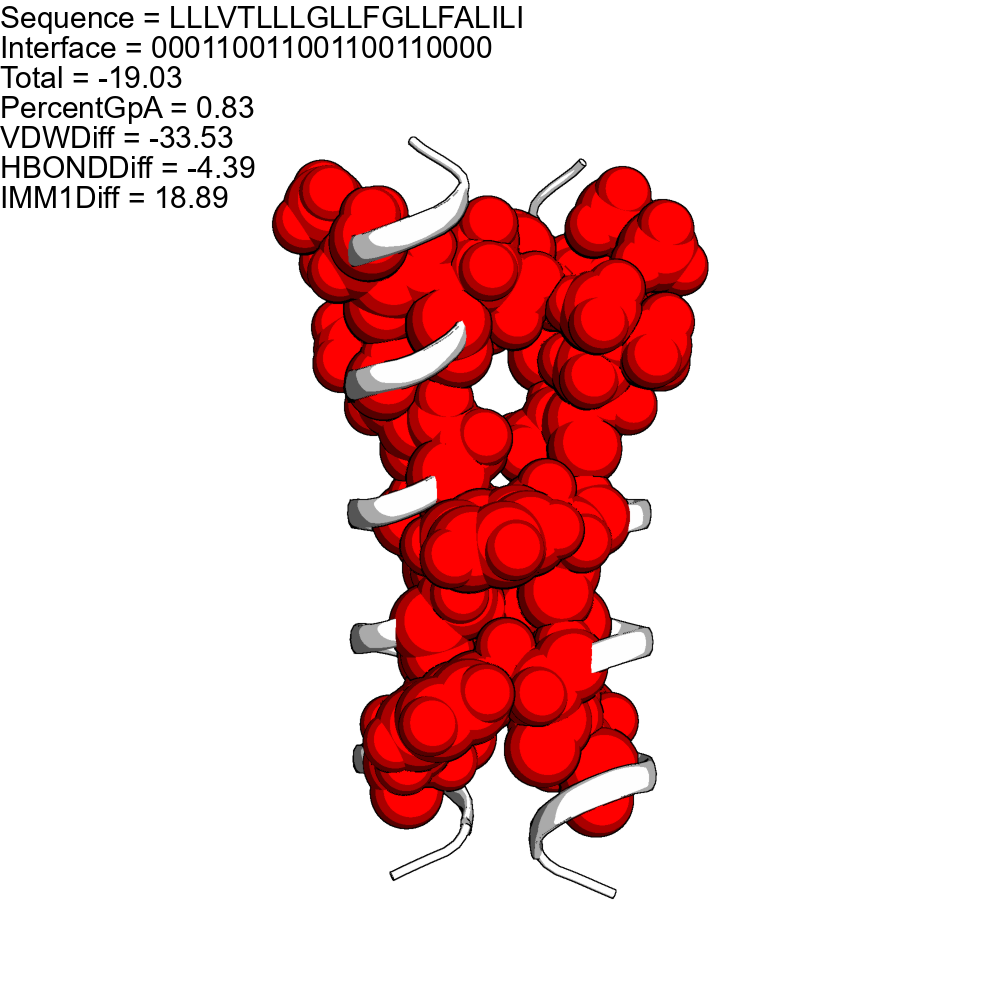 Sequence = LLLVTLLLGLLFGLLFALILI
Interface = 000110011001100110000
Total = -19.03
PercentGpA = 0.83
VDWDiff = -33.53
HBONDDiff = -4.39
IMM1Diff = 18.89